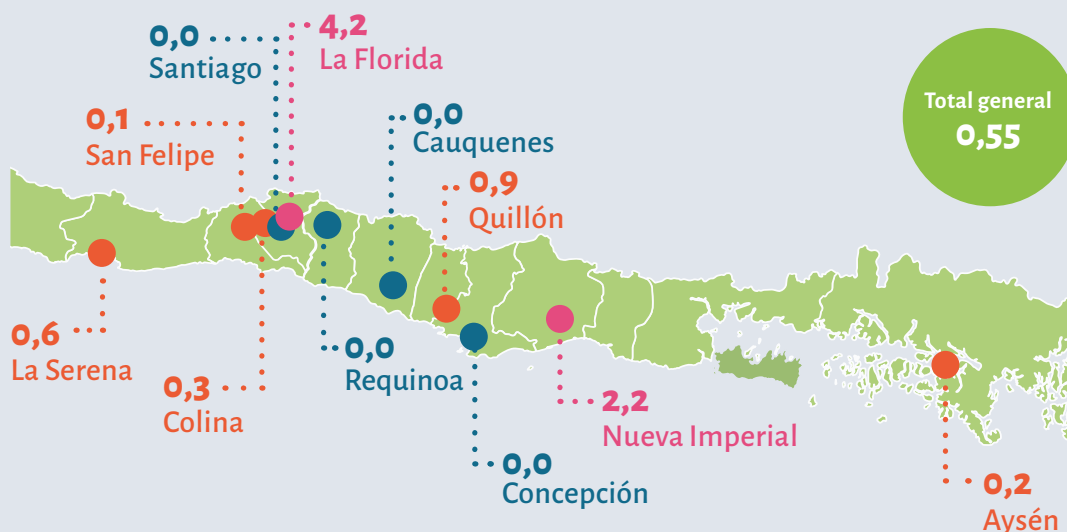 0,0
Santiago
4,2
La Florida
Total general
0,55
0,1
San Felipe
0,0
Cauquenes
0,9
Quillón
0,6
La Serena
0,3
Colina
0,0
Requinoa
2,2
Nueva Imperial
0,0
Concepción
0,2
Aysén